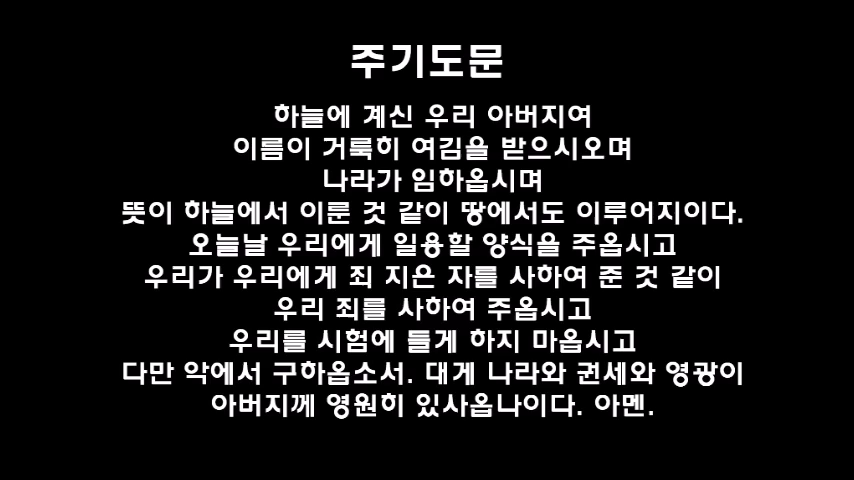 주기도문
하늘에 계신 우리 아버지여
이름이 거룩히 여김을 받으시오며
나라가 임하옵시며
뜻이 하늘에서 이룬 것 같이 땅에서도 이루어지이다.
오늘날 우리에게 일용할 양식을 주옵시고
우리가 우리에게 죄 지은 자를 사하여 준 것 같이
우리 죄를 사하여 주옵시고
우리를 시험에 들게 하지 마옵시고
다만 악에서 구하옵소서. 대게 나라와 권세와 영광이
아버지께 영원히 있사옵나이다. 아멘.